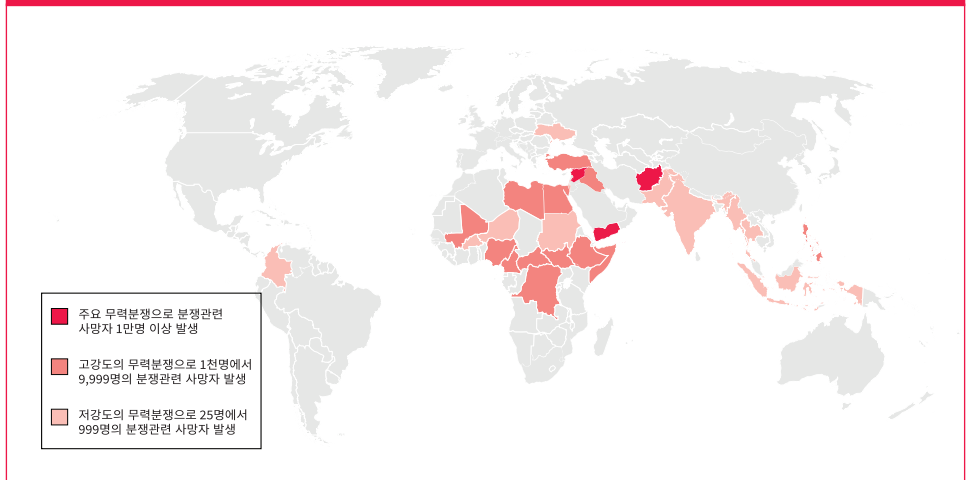 주요 무력분쟁으로 분쟁관련
사망자 1만명 이상 발생
고강도의 무력분쟁으로 1천명에서
9,999명의 분쟁관련 사망자 발생
저강도의 무력분쟁으로 25명에서
999명의 분쟁관련 사망자 발생